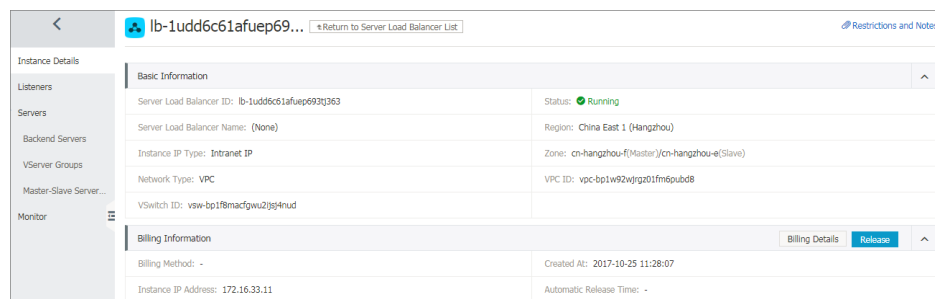 lb-1udd6c61afuep69... Return to Server Load Balancer List
Restrictions and Notes
Instance Details
Listeners
Servers
Backend Servers
VServer Groups
Master-Slave Server...
Monitor
Basic Information
Server Load Balancer ID: lb-1udd6c61afuep693tj363
Status: Running
Server Load Balancer Name: (None)
Region: China East 1 (Hangzhou)
Instance IP Type: Intranet IP
Zone: cn-hangzhou-f(Master)/cn-hangzhou-e(Slave)
Network Type: VPC
VPC ID: vpc-bp1w92wjrgz01fm6pubd8
VSwitch ID: vsw-bp1f8macfgwu2ijsj4nud
Billing Information
Billing Details
Release
Billing Method: -
Created At: 2017-10-25 11:28:07
Instance IP Address: 172.16.33.11
Automatic Release Time: -